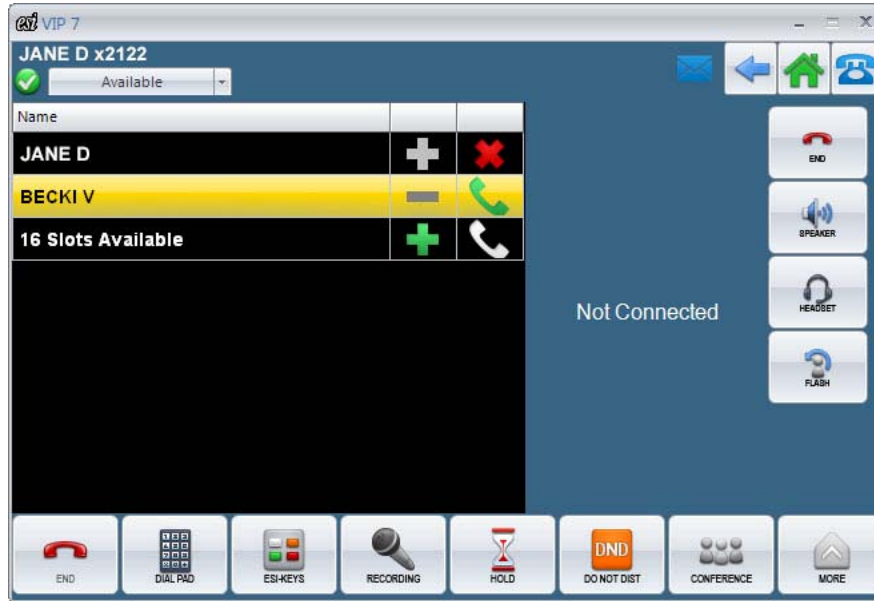 esi VIP 7
JANE D x2122
Available
Name
JANE D
BECKI V
16 Slots Available
Not Connected
END
SPEAKER
HEADSET
FLASH
END
DIAL PAD
ESI-KEYS
RECORDING
HOLD
DND
DO NOT DIST
CONFERENCE
MORE